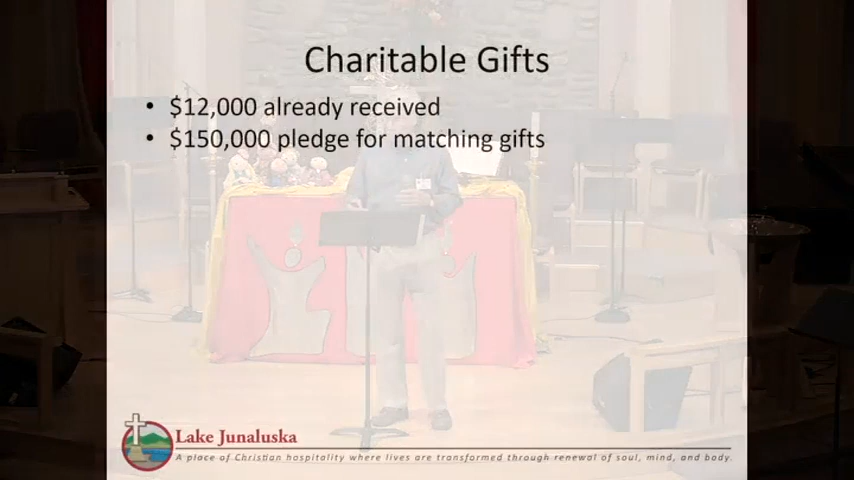 Charitable Gifts
• $12,000 already received
• $150,000 pledge for matching gifts
Lake Junaluska
A place of Christian hospitality where lives are transformed through renewal of soul, mind, and body.